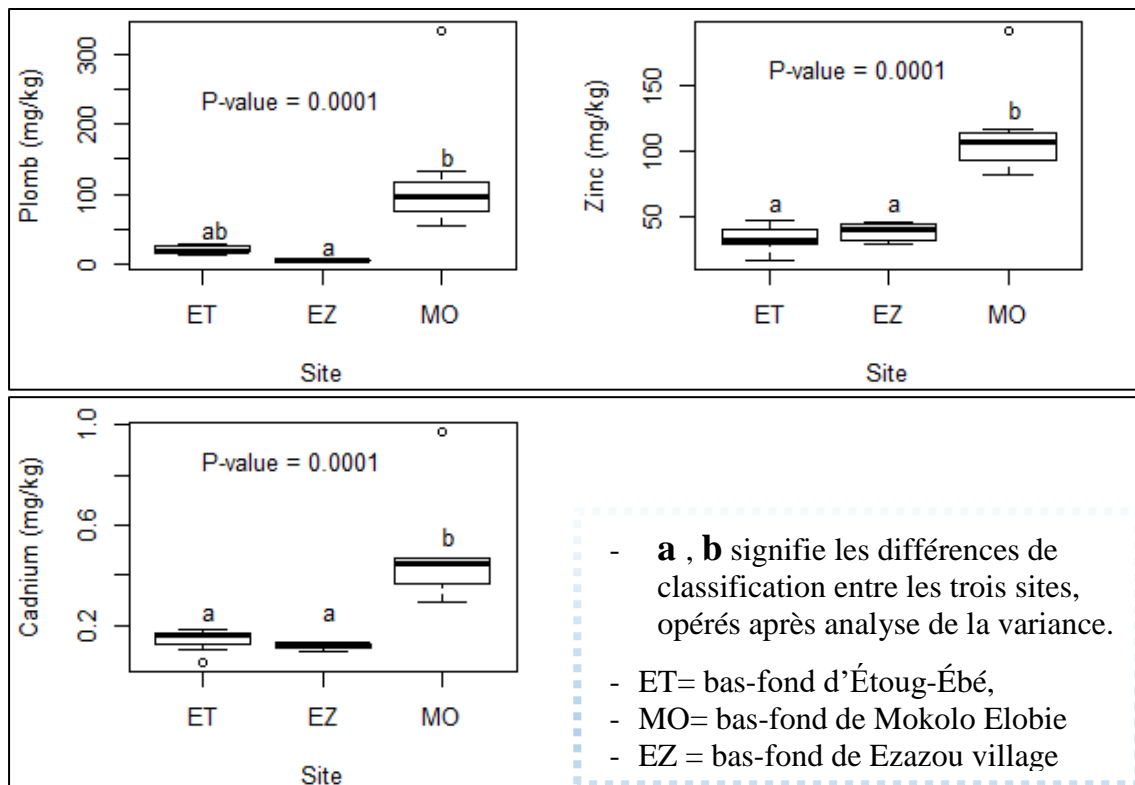 Plomb (mg/kg)
300
200
100
0
P-value = 0.0001
ab
a
b
ET EZ MO
Site
Zinc (mg/kg)
150
100
50
P-value = 0.0001
a
a
b
ET EZ MO
Site
Cadnium (mg/kg)
1.0
0.6
0.2
P-value = 0.0001
a
a
b
ET EZ MO
Site
- a , b signifie les différences de
classification entre les trois sites,
opérés après analyse de la variance.
- ET= bas-fond d’Étoug-Ébé,
- MO= bas-fond de Mokolo Elobie
- EZ = bas-fond de Ezazou village